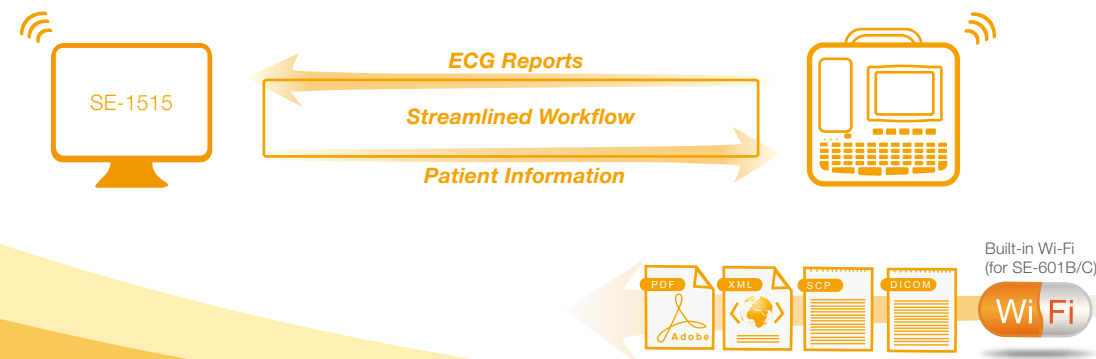 ECG Reports
SE-1515
Streamlined Workflow
Patient Information
Built-in Wi-Fi
(for SE-601B/C)
PDF
XML
SCP
DICOM
Adobe
Wi Fi